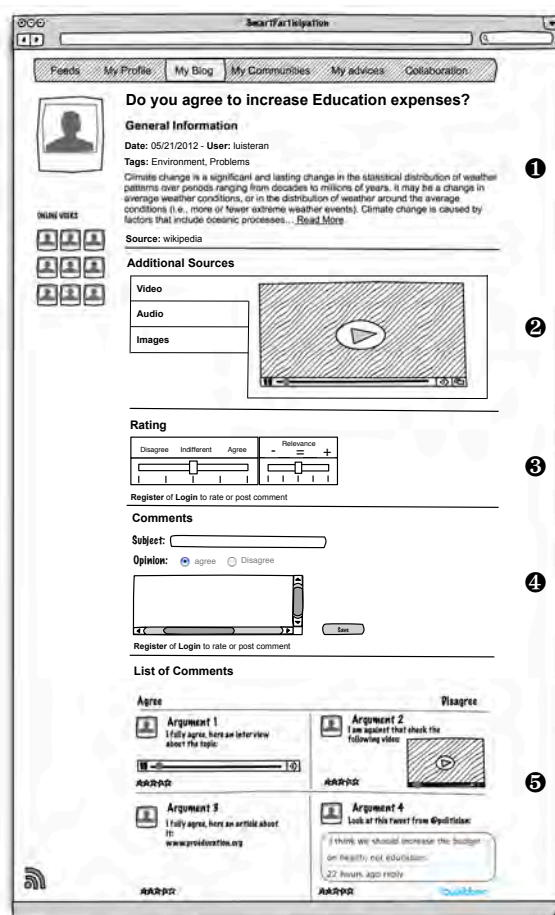 SmartParticipation
Feeds My Profile My Blog My Communities My advices Collaboration
Do you agree to increase Education expenses?
General Information
Date: 05/21/2012 - User: luisteran
Tags: Environment, Problems
Climate change is a significant and lasting change in the statistical distribution of weather
patterns over periods ranging from decades to millions of years. It may be a change in
average weather conditions, or in the distribution of weather around the average
conditions (i.e., more or fewer extreme weather events). Climate change is caused by
factors that include oceanic processes... Read More.
Source: wikipedia
❶
ONLINE USERS
Additional Sources
Video
Audio
Images
❷
Rating
Disagree Indifferent Agree
Relevance
- = +
Register of Login to rate or post comment
❸
Comments
Subject:
Opinion: agree Disagree
Save
Register of Login to rate or post comment
❹
List of Comments
Agree Disagree
Argument 1
I fully agree, here an interview
about the topic:
Argument 2
I am against that check the
following video:
Argument 3
I fully agree, here an article about
it:
www.proeducation.org
Argument 4
Look at this tweet from @politician:
I think we should increase the budget
on health, not education.
22 hours ago reply
twitter
❺